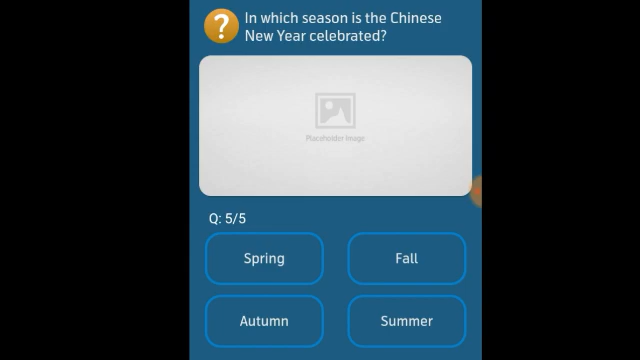 ?
In which season is the Chinese
New Year celebrated?
Placeholder Image
Q: 5/5
Spring
Fall
Autumn
Summer